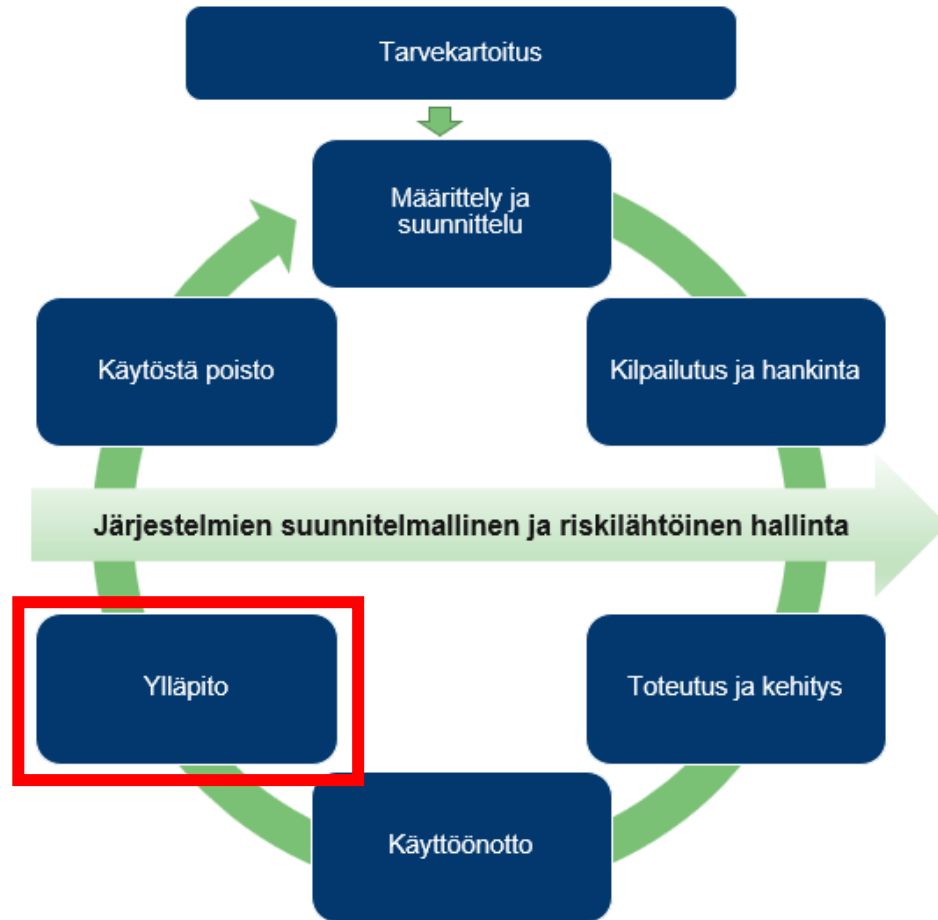 Tarvekartoitus
Määrittely ja
suunnittelu
Käytöstä poisto
Kilpailutus ja hankinta
Järjestelmien suunnitelmallinen ja riskilähtöinen hallinta
Ylläpito
Toteutus ja kehitys
Käyttöönotto